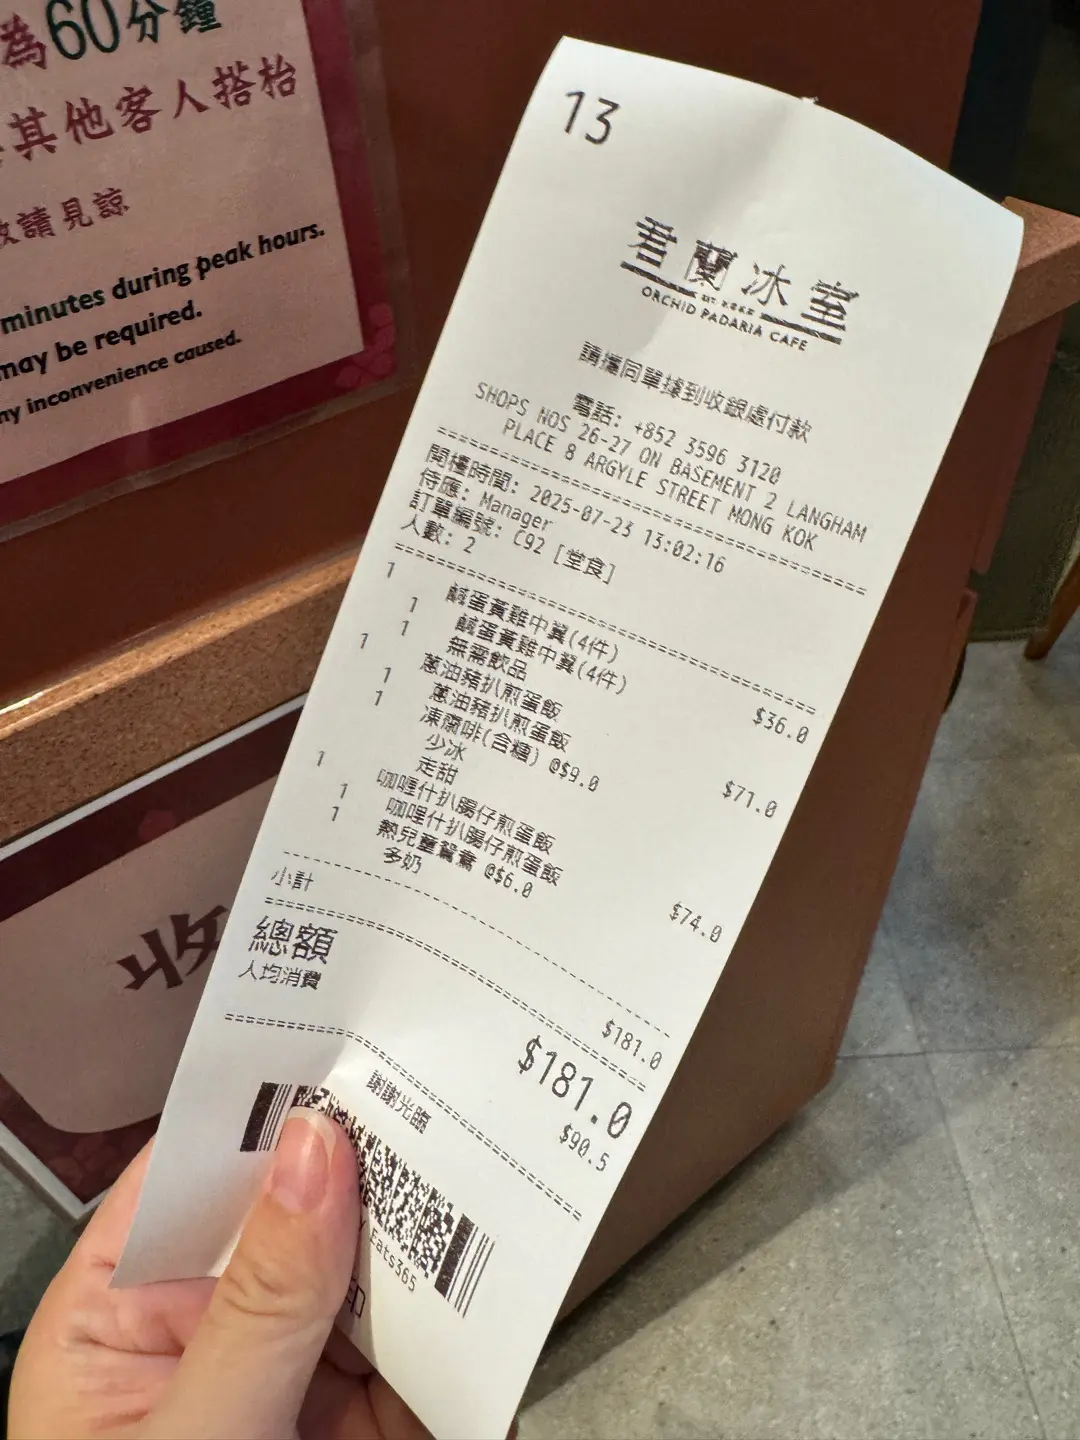 為60分鐘
其他客人搭枱
敬請見諒
minutes during peak hours.
may be required.
ny inconvenience caused.
收
13
君蘭冰室
ORCHID PADARIA CAFE
請攜同單據到收銀處付款
電話: +852 3596 3120
SHOPS NOS 26-27 ON BASEMENT 2 LANGHAM
PLACE 8 ARGYLE STREET MONG KOK
開檯時間: 2025-07-23 13:02:16
侍應: Manager
訂單編號: C92 [堂食]
人數: 2
1 鹹蛋黃雞中翼(4件) $36.0
1 鹹蛋黃雞中翼(4件)
1 無需飲品
1 蔥油豬扒煎蛋飯 $71.0
1 蔥油豬扒煎蛋飯
1 凍齋啡(含糖) @$9.0
少冰
走甜
1 咖喱什扒腸仔煎蛋飯 $74.0
1 咖喱什扒腸仔煎蛋飯
1 熱兒童鴛鴦 @$6.0
多奶
小計 $181.0
總額 $181.0
人均消費 $90.5
謝謝光臨
Eats365
印